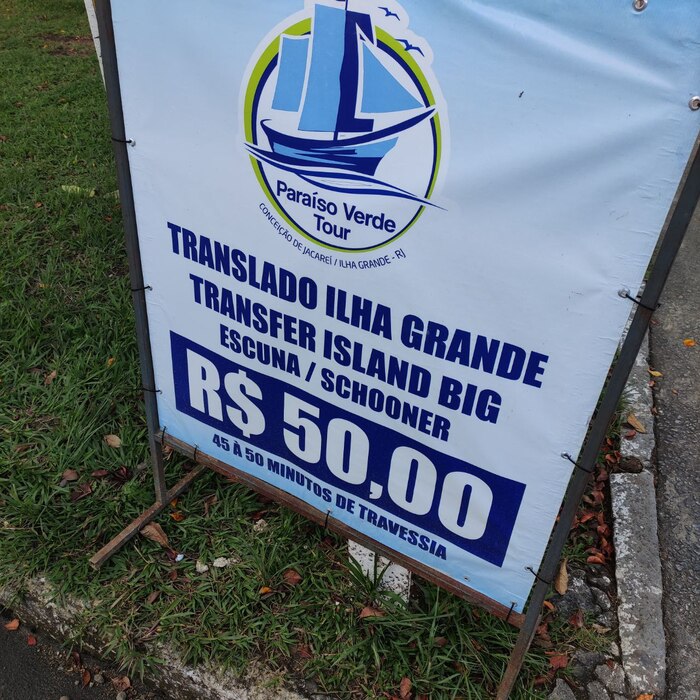 Paraíso Verde
Tour
CONCEIÇÃO DE JACAREÍ / ILHA GRANDE - RJ
TRANSLADO ILHA GRANDE
TRANSFER ISLAND BIG
ESCUNA / SCHOONER
R$ 50,00
45 À 50 MINUTOS DE TRAVESSIA